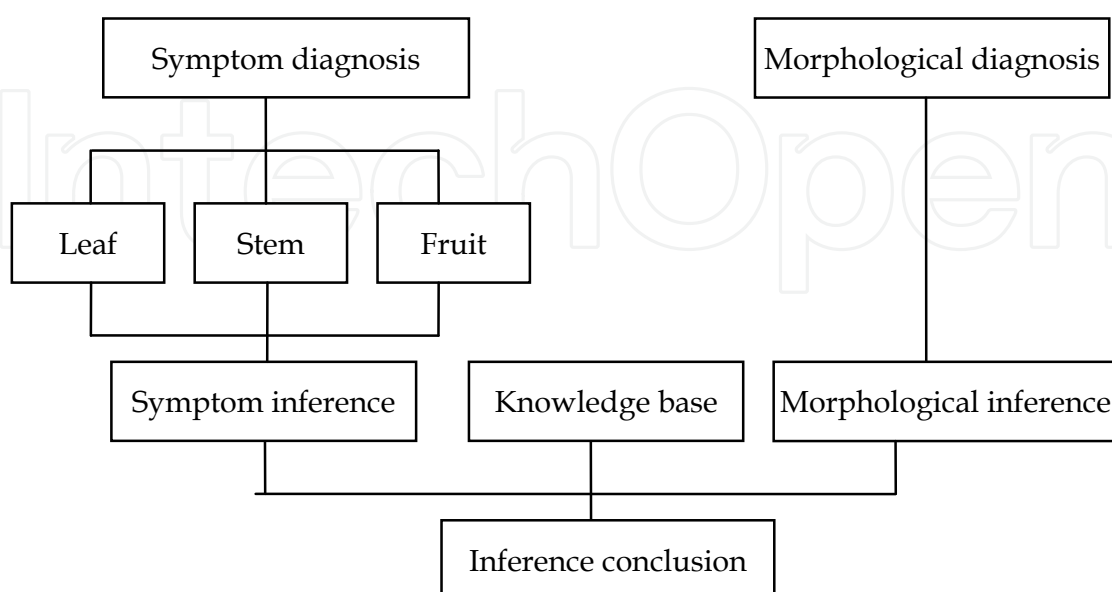 Symptom diagnosis
Morphological diagnosis
IntechOpen
Leaf
Stem
Fruit
Symptom inference
Knowledge base
Morphological inference
Inference conclusion